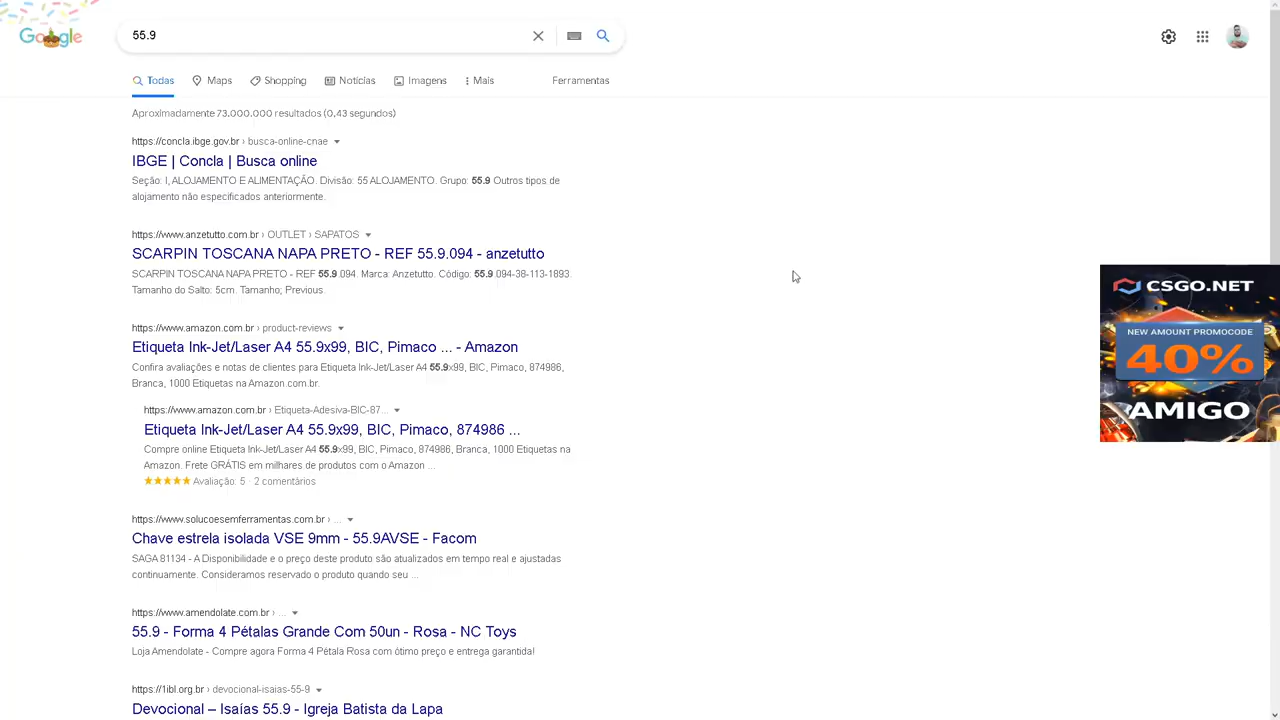 Google
55.9
Todas
Maps
Shopping
Notícias
Imagens
Mais
Ferramentas
Aproximadamente 73.000.000 resultados (0,43 segundos)
https://concla.ibge.gov.br › busca-online-cnae
IBGE | Concla | Busca online
Seção: I, ALOJAMENTO E ALIMENTAÇÃO. Divisão: 55 ALOJAMENTO. Grupo: 55.9 Outros tipos de
alojamento não especificados anteriormente.
https://www.anzetutto.com.br › OUTLET › SAPATOS
SCARPIN TOSCANA NAPA PRETO - REF 55.9.094 - anzetutto
SCARPIN TOSCANA NAPA PRETO - REF 55.9.094. Marca: Anzetutto. Código: 55.9.094-38-113-1893.
Tamanho do Salto: 5cm. Tamanho; Previous.
https://www.amazon.com.br › product-reviews
Etiqueta Ink-Jet/Laser A4 55.9x99, BIC, Pimaco ... - Amazon
Confira avaliações e notas de clientes para Etiqueta Ink-Jet/Laser A4 55.9x99, BIC, Pimaco, 874986,
Branca, 1000 Etiquetas na Amazon.com.br.
https://www.amazon.com.br › Etiqueta-Adesiva-BIC-87...
Etiqueta Ink-Jet/Laser A4 55.9x99, BIC, Pimaco, 874986 ...
Compre online Etiqueta Ink-Jet/Laser A4 55.9x99, BIC, Pimaco, 874986, Branca, 1000 Etiquetas na
Amazon. Frete GRÁTIS em milhares de produtos com o Amazon ...
Avaliação: 5 · 2 comentários
https://www.solucoesemferramentas.com.br › ...
Chave estrela isolada VSE 9mm - 55.9AVSE - Facom
SAGA 81134 - A Disponibilidade e o preço deste produto são atualizados em tempo real e ajustadas
continuamente. Consideramos reservado o produto quando seu ...
https://www.amendolate.com.br › ...
55.9 - Forma 4 Pétalas Grande Com 50un - Rosa - NC Toys
Loja Amendolate - Compre agora Forma 4 Pétala Rosa com ótimo preço e entrega garantida!
https://1ibl.org.br › devocional-isaias-55-9
Devocional – Isaías 55.9 - Igreja Batista da Lapa
CSGO.NET
NEW AMOUNT PROMOCODE
40%
AMIGO